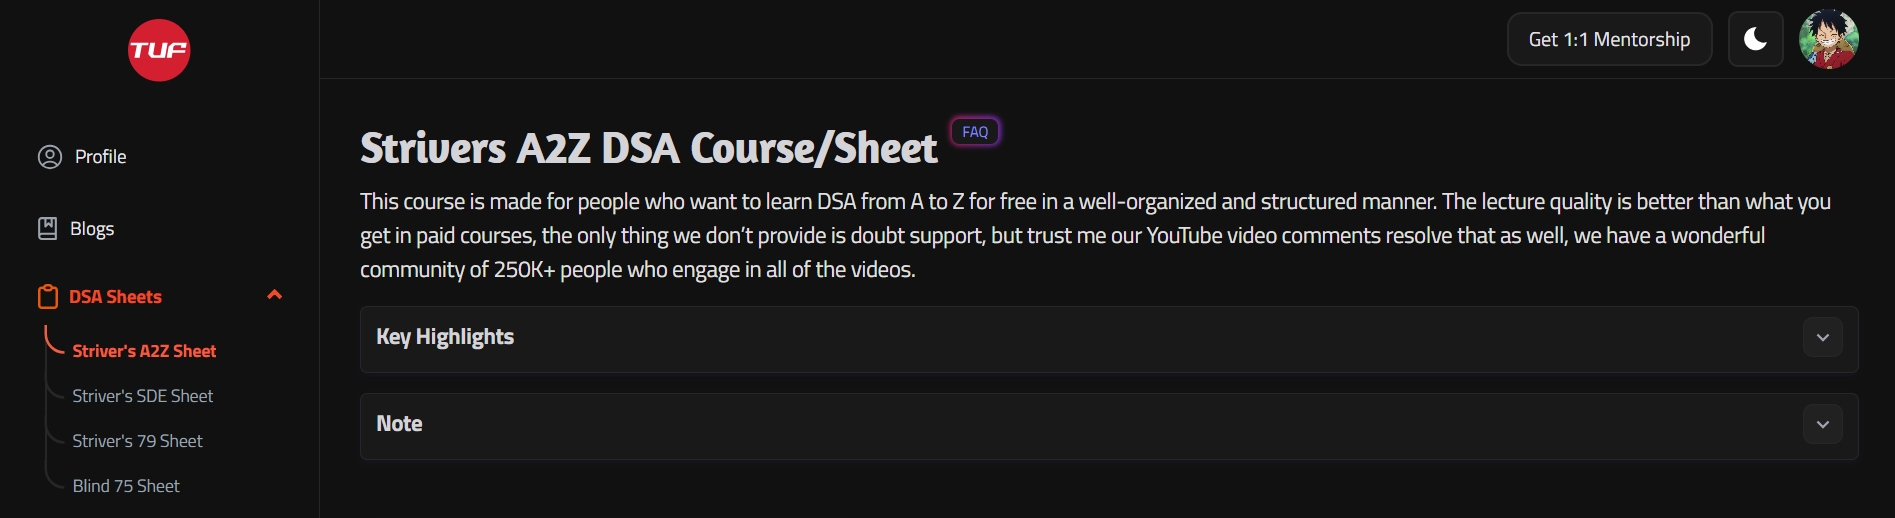 TUF
Get 1:1 Mentorship
Profile
Blogs
DSA Sheets
Striver's A2Z Sheet
Striver's SDE Sheet
Striver's 79 Sheet
Blind 75 Sheet
Strivers A2Z DSA Course/Sheet
FAQ
This course is made for people who want to learn DSA from A to Z for free in a well-organized and structured manner. The lecture quality is better than what you
get in paid courses, the only thing we don’t provide is doubt support, but trust me our YouTube video comments resolve that as well, we have a wonderful
community of 250K+ people who engage in all of the videos.
Key Highlights
Note